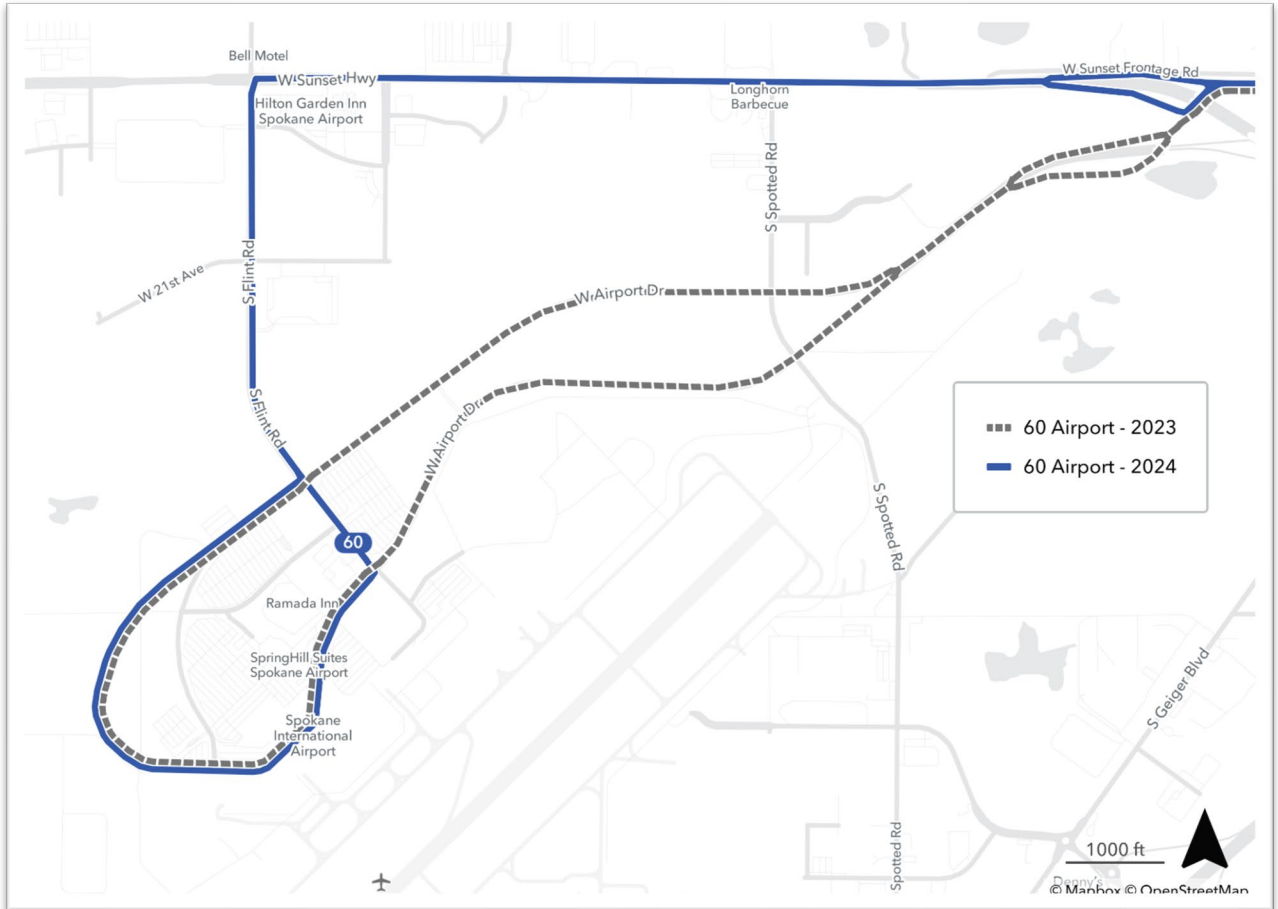 Bell Motel
W Sunset Hwy
W Sunset Frontage Rd
Hilton Garden Inn
Spokane Airport
Longhorn
Barbecue
S Spotted Rd
S Flint Rd
W 21st Ave
W Airport Dr
S Flint Rd
W Airport Dr
60 Airport - 2023
60 Airport - 2024
S Spotted Rd
60
Ramada Inn
SpringHill Suites
Spokane Airport
S Geiger Blvd
Spokane
International
Airport
Spotted Rd
1000 ft
Denny's
© Mapbox © OpenStreetMap